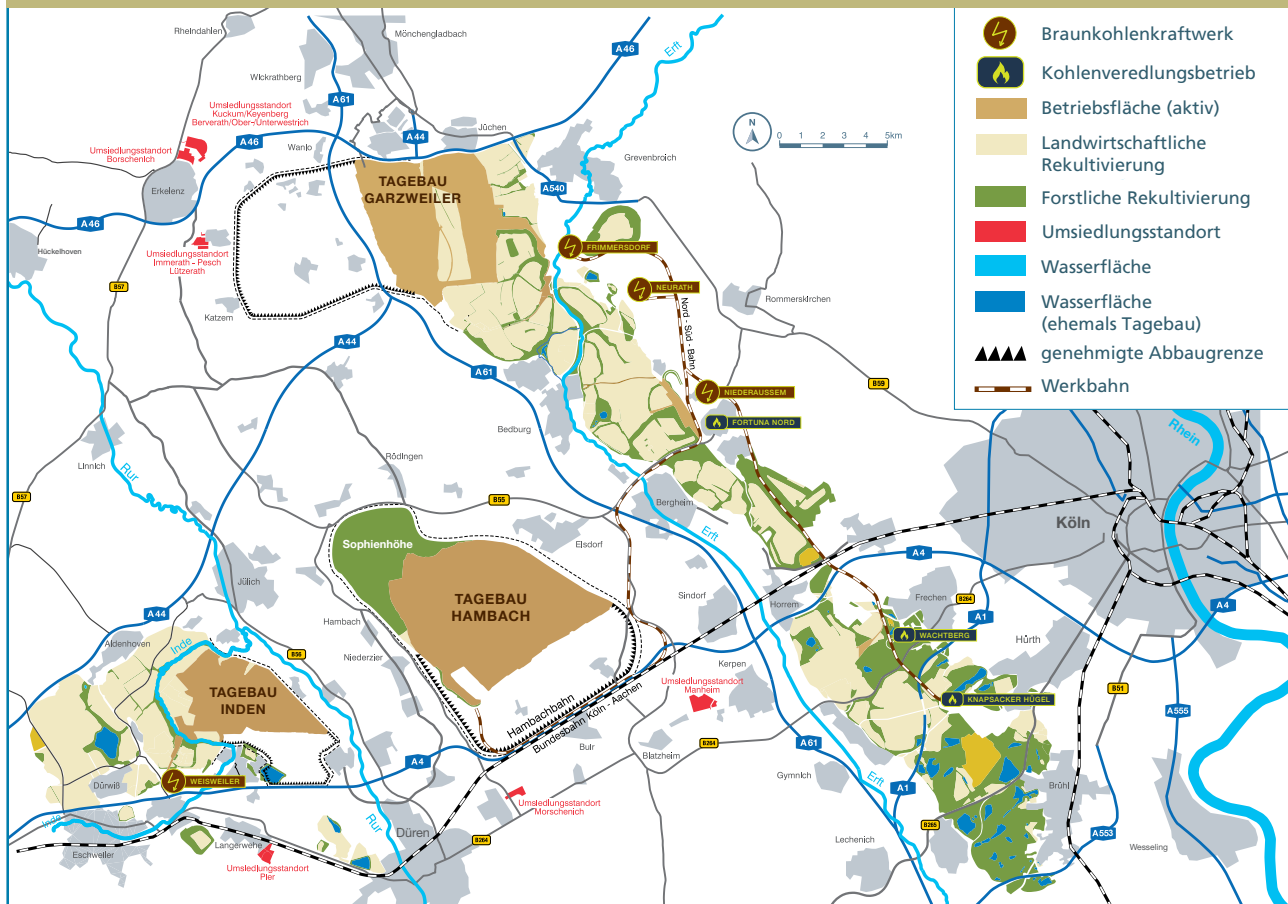 Rheindahlen
Mönchengladbach
Erft
A46
Wickrathberg
A61
Umsiedlungsstandort
Kuckum/Keyenberg
Berverath/Ober-/Unterwestrich
A44
Jüchen
A46
Wanlo
Umsiedlungsstandort
Borschenich
Erkelenz
TAGEBAU
GARZWEILER
A540
Grevenbroich
N
0 1 2 3 4 5km
A46
Hückelhoven
Umsiedlungsstandort
Immerath - Pesch
Lützerath
FRIMMERSDORF
B57
NEURATH
Katzem
Rommerskirchen
Nord - Süd - Bahn
A44
A61
B59
NIEDERAUSSEM
FORTUNA NORD
Bedburg
Linnich
Rur
Rödingen
B57
B55
Bergheim
Erft
Elsdorf
Sophienhöhe
Köln
Rhein
A4
Jülich
TAGEBAU
HAMBACH
Sindorf
Horrem
Frechen
B264
A1
A4
A44
Hambach
WACHTBERG
Hürth
Aldenhoven
Inde
B56
Niederzier
Kerpen
Umsiedlungsstandort
Manheim
KNAPSACKER HÜGEL
B51
TAGEBAU
INDEN
Hambachbahn
Bundesbahn Köln - Aachen
A555
Buir
Blatzheim
B264
A61
A4
Gymnich
WEISWEILER
Dürwiß
Erft
A1
Brühl
Umsiedlungsstandort
Morschenich
Inde
Rur
Düren
B264
B265
A553
Langerwehe
Eschweiler
Umsiedlungsstandort
Pier
Lechenich
Wesseling
Braunkohlenkraftwerk
Kohlenveredlungsbetrieb
Betriebsfläche (aktiv)
Landwirtschaftliche
Rekultivierung
Forstliche Rekultivierung
Umsiedlungsstandort
Wasserfläche
Wasserfläche
(ehemals Tagebau)
genehmigte Abbaugrenze
Werkbahn